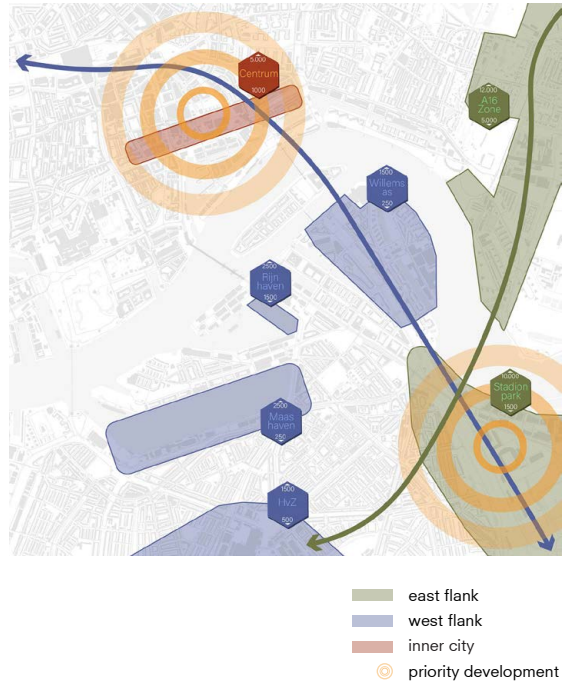 5.000
Centrum
1000
12.000
A16
Zone
5.000
1500
Willems
as
250
2500
Rijn
haven
1500
10.000
Stadion
park
1500
2500
Maas
haven
250
1500
HvZ
500
east flank
west flank
inner city
priority development